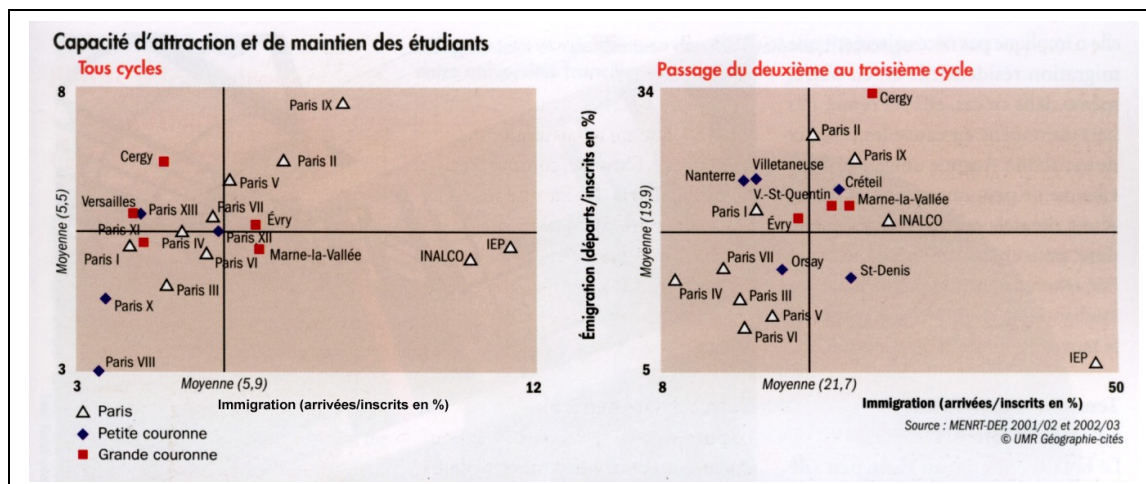 Capacité d'attraction et de maintien des étudiants
Tous cycles
8
Paris IX
Cergy
Paris II
Paris V
Versailles
Paris XIII
Paris VII
Évry
Paris XI
Paris IV
Paris XII
IEP
Paris I
Paris VI
Marne-la-Vallée
INALCO
Paris III
Paris X
Paris VIII
Moyenne (5,5)
3
3
Moyenne (5,9)
12
Immigration (arrivées/inscrits en %)
Paris
Petite couronne
Grande couronne
Passage du deuxième au troisième cycle
34
Cergy
Paris II
Villetaneuse
Paris IX
Nanterre
V.-St-Quentin
Créteil
Marne-la-Vallée
Paris I
Évry
INALCO
Paris VII
Orsay
St-Denis
Paris IV
Paris III
Paris V
Paris VI
IEP
Émigration (départs/inscrits en %)
Moyenne (19,9)
5
8
Moyenne (21,7)
50
Immigration (arrivées/inscrits en %)
Source : MENRT-DEP, 2001/02 et 2002/03
© UMR Géographie-cités